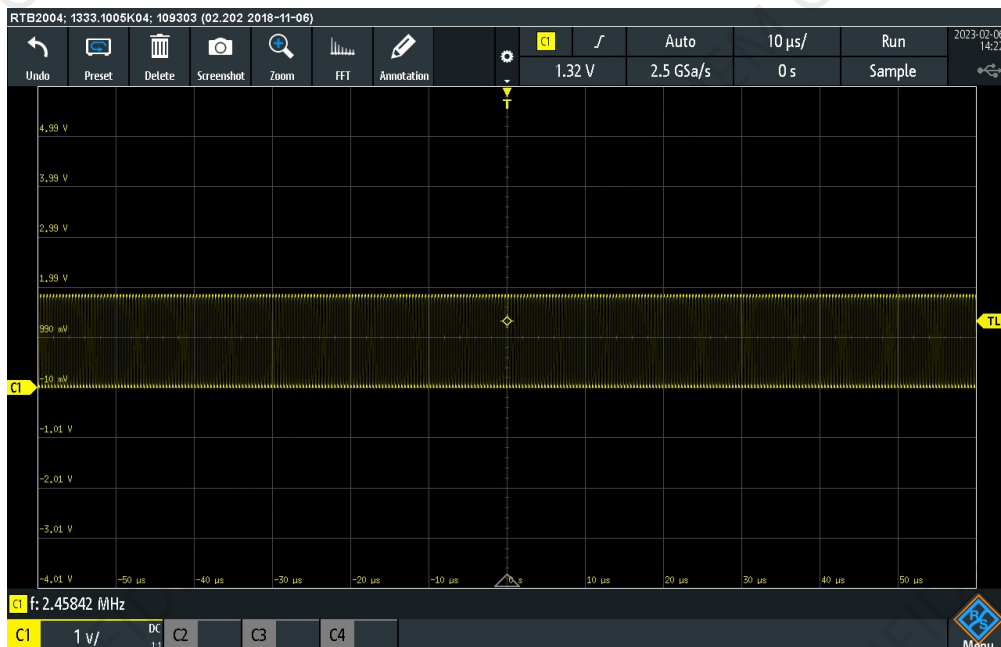 RTB2004; 1333.1005K04; 109303 (02.202 2018-11-06)
Undo Preset Delete Screenshot Zoom FFT Annotation
C1 Auto 10 µs/ Run
1.32 V 2.5 GSa/s 0 s Sample
2023-02-06
14:22
T
4.99 V
3.99 V
2.99 V
1.99 V
990 mV
TL
C1 -10 mV
-1.01 V
-2.01 V
-3.01 V
-4.01 V -50 µs -40 µs -30 µs -20 µs -10 µs 0 s 10 µs 20 µs 30 µs 40 µs 50 µs
C1 f: 2.45842 MHz
C1 1 V/ DC 1:1 C2 C3 C4
R&S
Menu